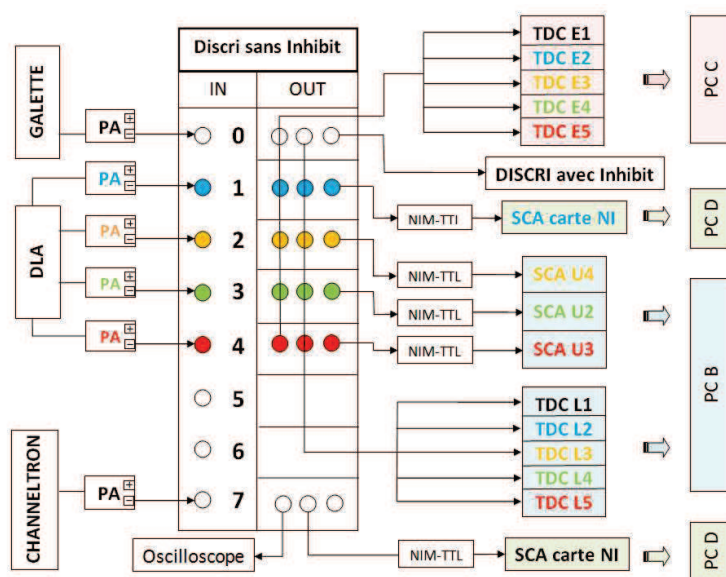 Discri sans Inhibit
IN
OUT
GALETTE
PA
+
−
0
PA
+
−
1
DLA
PA
+
−
2
PA
+
−
3
PA
+
−
4
5
6
CHANNELTRON
PA
+
−
7
Oscilloscope
TDC E1
TDC E2
TDC E3
TDC E4
TDC E5
PC C
DISCRI avec Inhibit
NIM-TTI
SCA carte NI
PC D
NIM-TTL
SCA U4
NIM-TTL
SCA U2
NIM-TTL
SCA U3
PC B
TDC L1
TDC L2
TDC L3
TDC L4
TDC L5
NIM-TTL
SCA carte NI
PC D